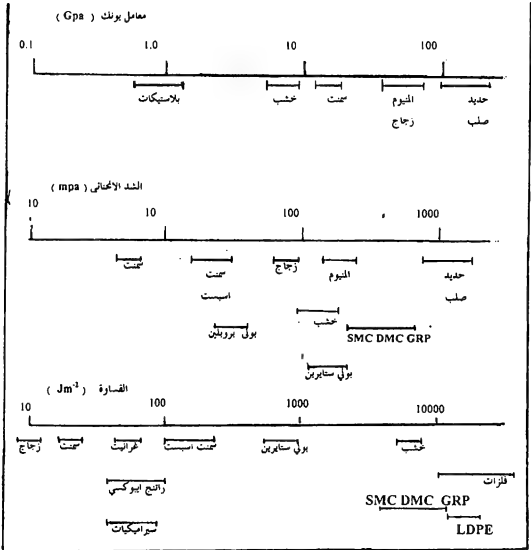 معامل يونك ( Gpa )
0.1 1.0 10 100
بلاستيكات خشب سمنت المنيوم حديد
زجاج صلب
الشد الانحنائي ( mpa )
10 10 100 1000
سمنت سمنت زجاج المنيوم حديد
اسبست صلب
بولي بروبلين خشب SMC DMC GRP
بولي ستايرين
القساوة ( Jm-1 )
10 100 1000 10000
زجاج سمنت غرانيت سمنت اسبست بولي ستايرين خشب
راتنج ايبوكسي فلزات
SMC DMC GRP
سيراميكيات LDPE